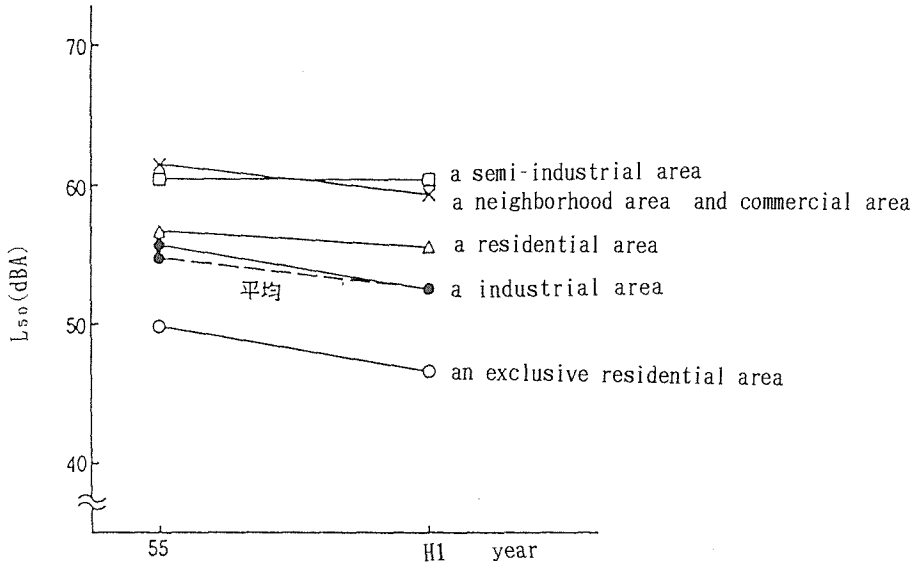 70
60
50
40
L₅₀(dBA)
a semi-industrial area
a neighborhood area and commercial area
a residential area
平均
a industrial area
an exclusive residential area
55
H1
year